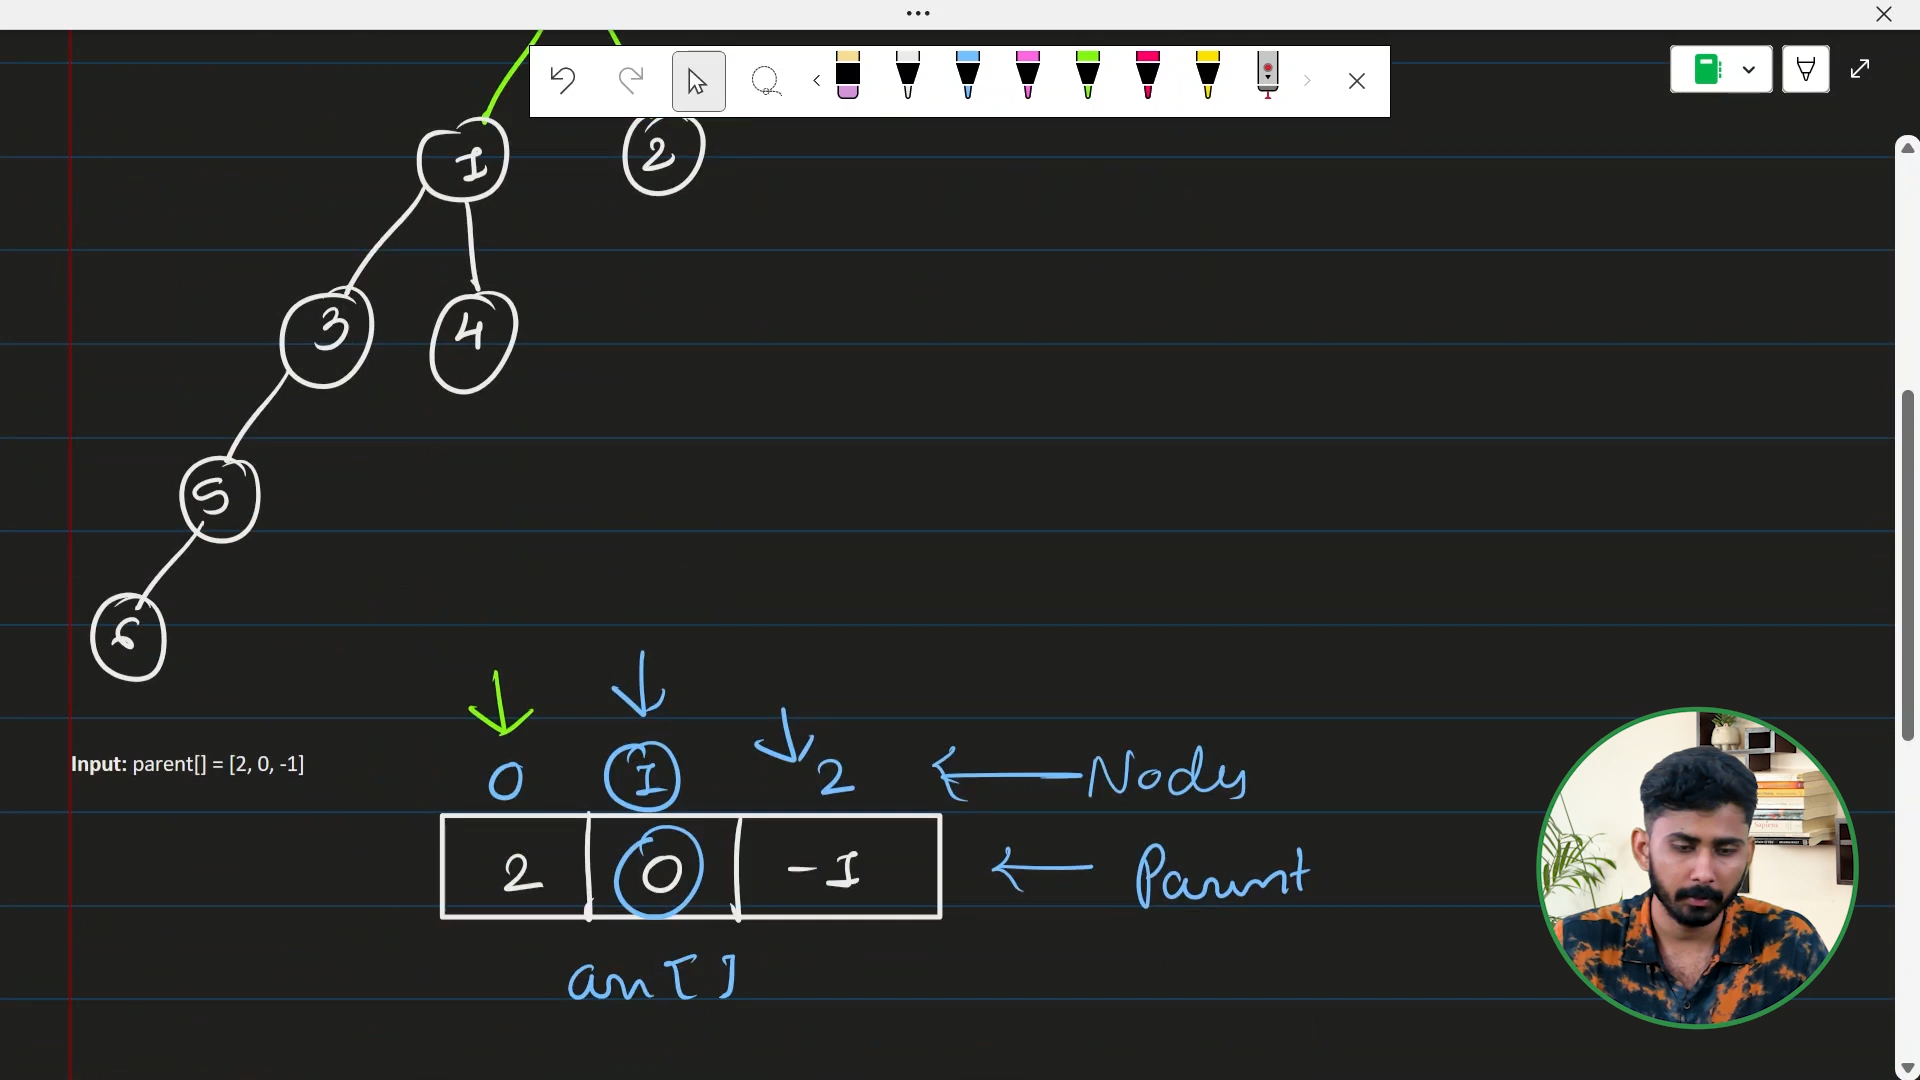 1
2
3
4
5
6
Input: parent[] = [2, 0, -1]
0 1 2 ← Nodes
2 0 -1 ← Parent
arr[]